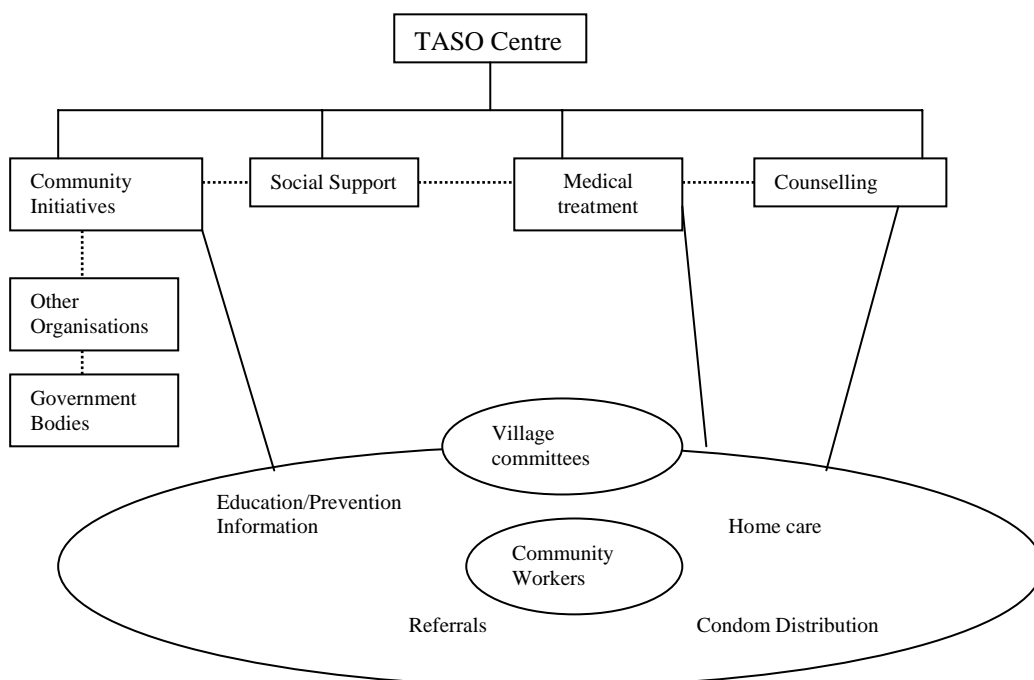 TASO Centre
Community
Initiatives
Social Support
Medical
treatment
Counselling
Other
Organisations
Government
Bodies
Village
committees
Education/Prevention
Information
Home care
Community
Workers
Referrals
Condom Distribution